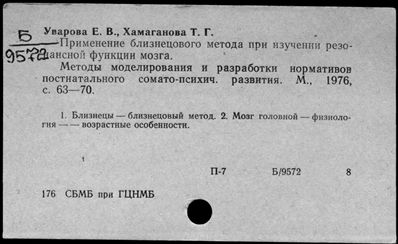 Б
9572
Уварова Е. В., Хамаганова Т. Г.
Применение близнецового метода при изучении резо-
нансной функции мозга.
Методы моделирования и разработки нормативов
постнатального сомато-психич. развития. М., 1976,
с. 63—70.
1. Близнецы — близнецовый метод. 2. Мозг головной — физиоло-
гия — — возрастные особенности.
П-7 Б/9572 8
176 СБМБ при ГЦНМБ